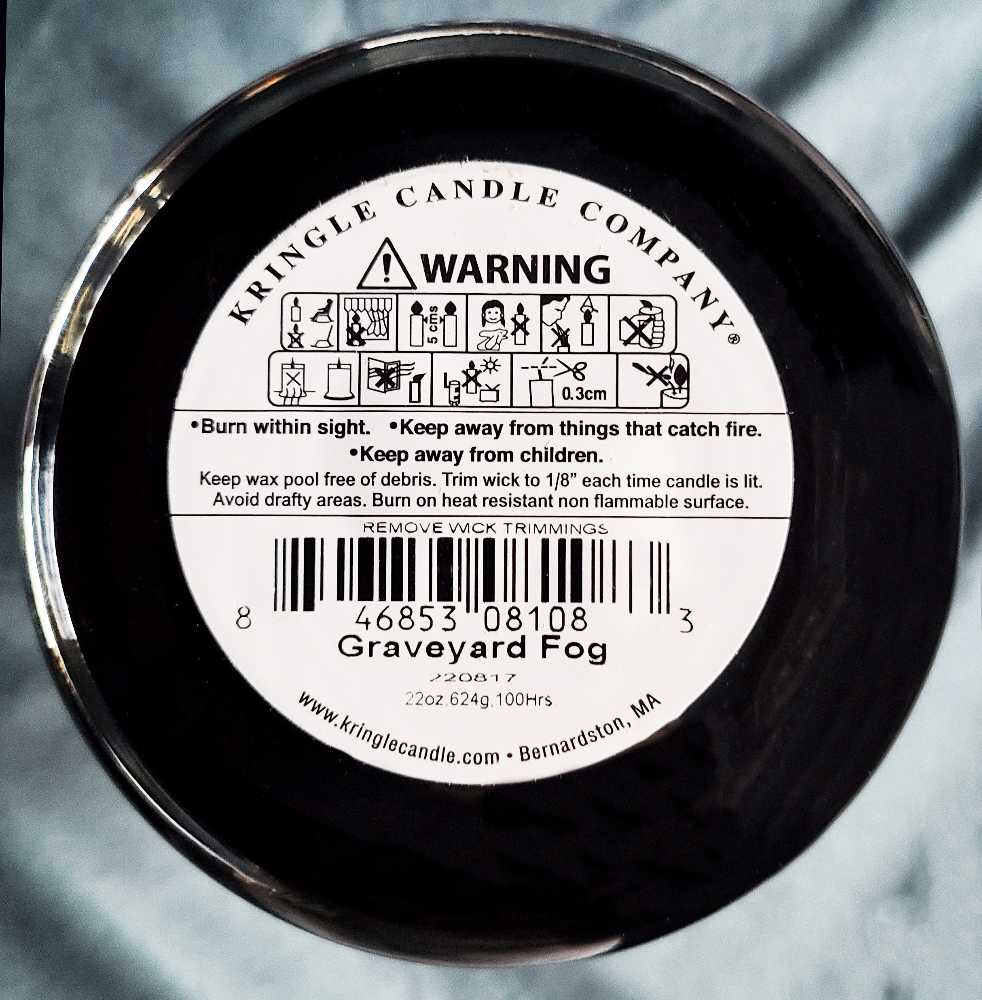 KRINGLE CANDLE COMPANY®
WARNING
5 cms
0.3cm
•Burn within sight. •Keep away from things that catch fire.
•Keep away from children.
Keep wax pool free of debris. Trim wick to 1/8” each time candle is lit.
Avoid drafty areas. Burn on heat resistant non flammable surface.
REMOVE WICK TRIMMINGS
8 46853 08108 3
Graveyard Fog
220817
22oz,624g,100Hrs
www.kringlecandle.com • Bernardston, MA